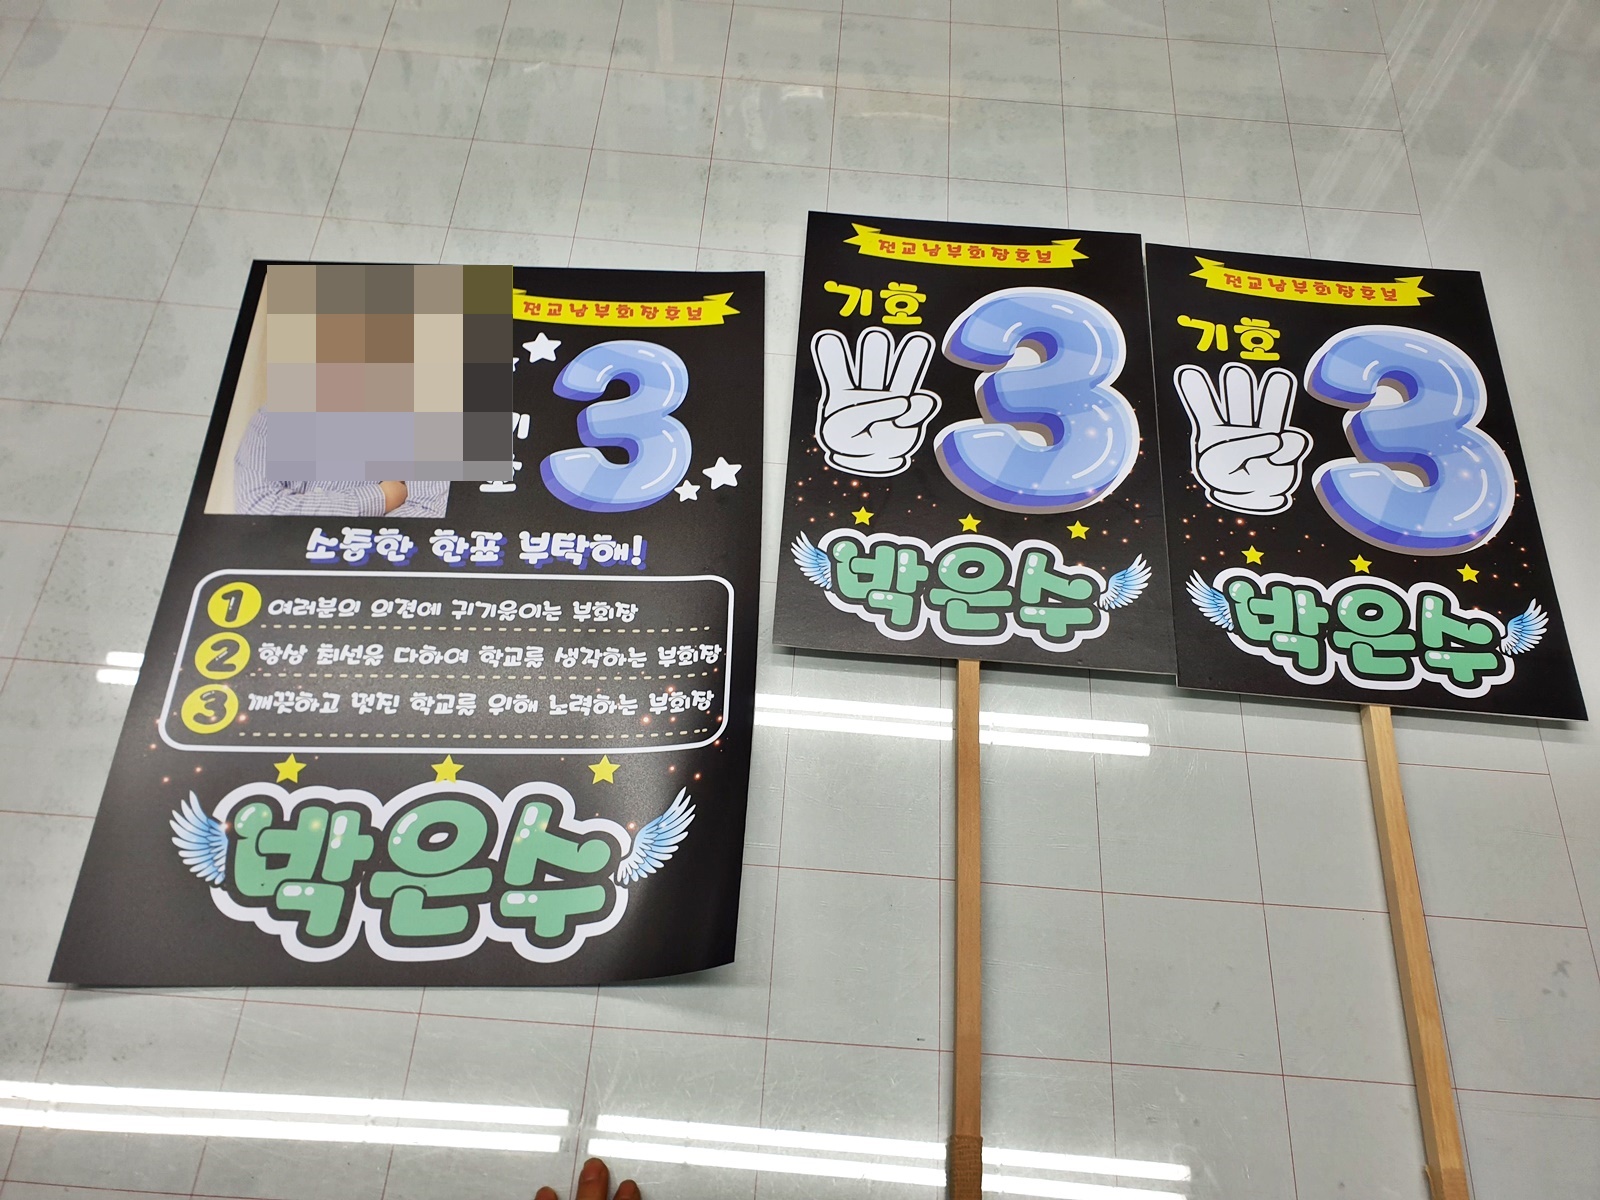 전교남부회장후보
기호
3
소중한 한표 부탁해!
1 여러분의 의견에 귀기울이는 부회장
2 항상 최선을 다하여 학교를 생각하는 부회장
3 깨끗하고 멋진 학교를 위해 노력하는 부회장
박은수
전교남부회장후보
기호
3
박은수
전교남부회장후보
기호
3
박은수